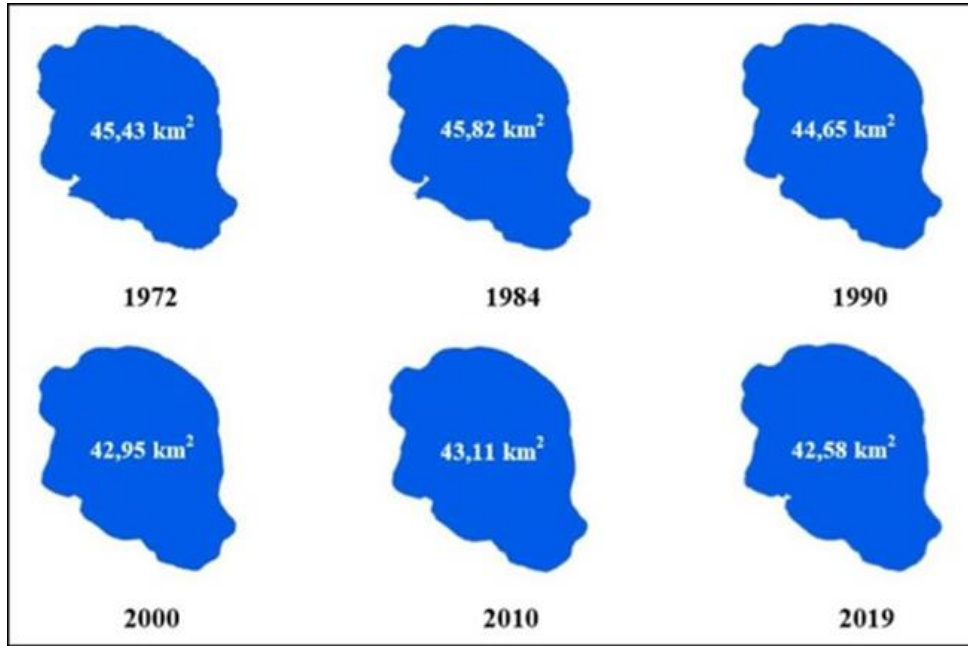 45,43 km² 45,82 km² 44,65 km²
1972 1984 1990
42,95 km² 43,11 km² 42,58 km²
2000 2010 2019